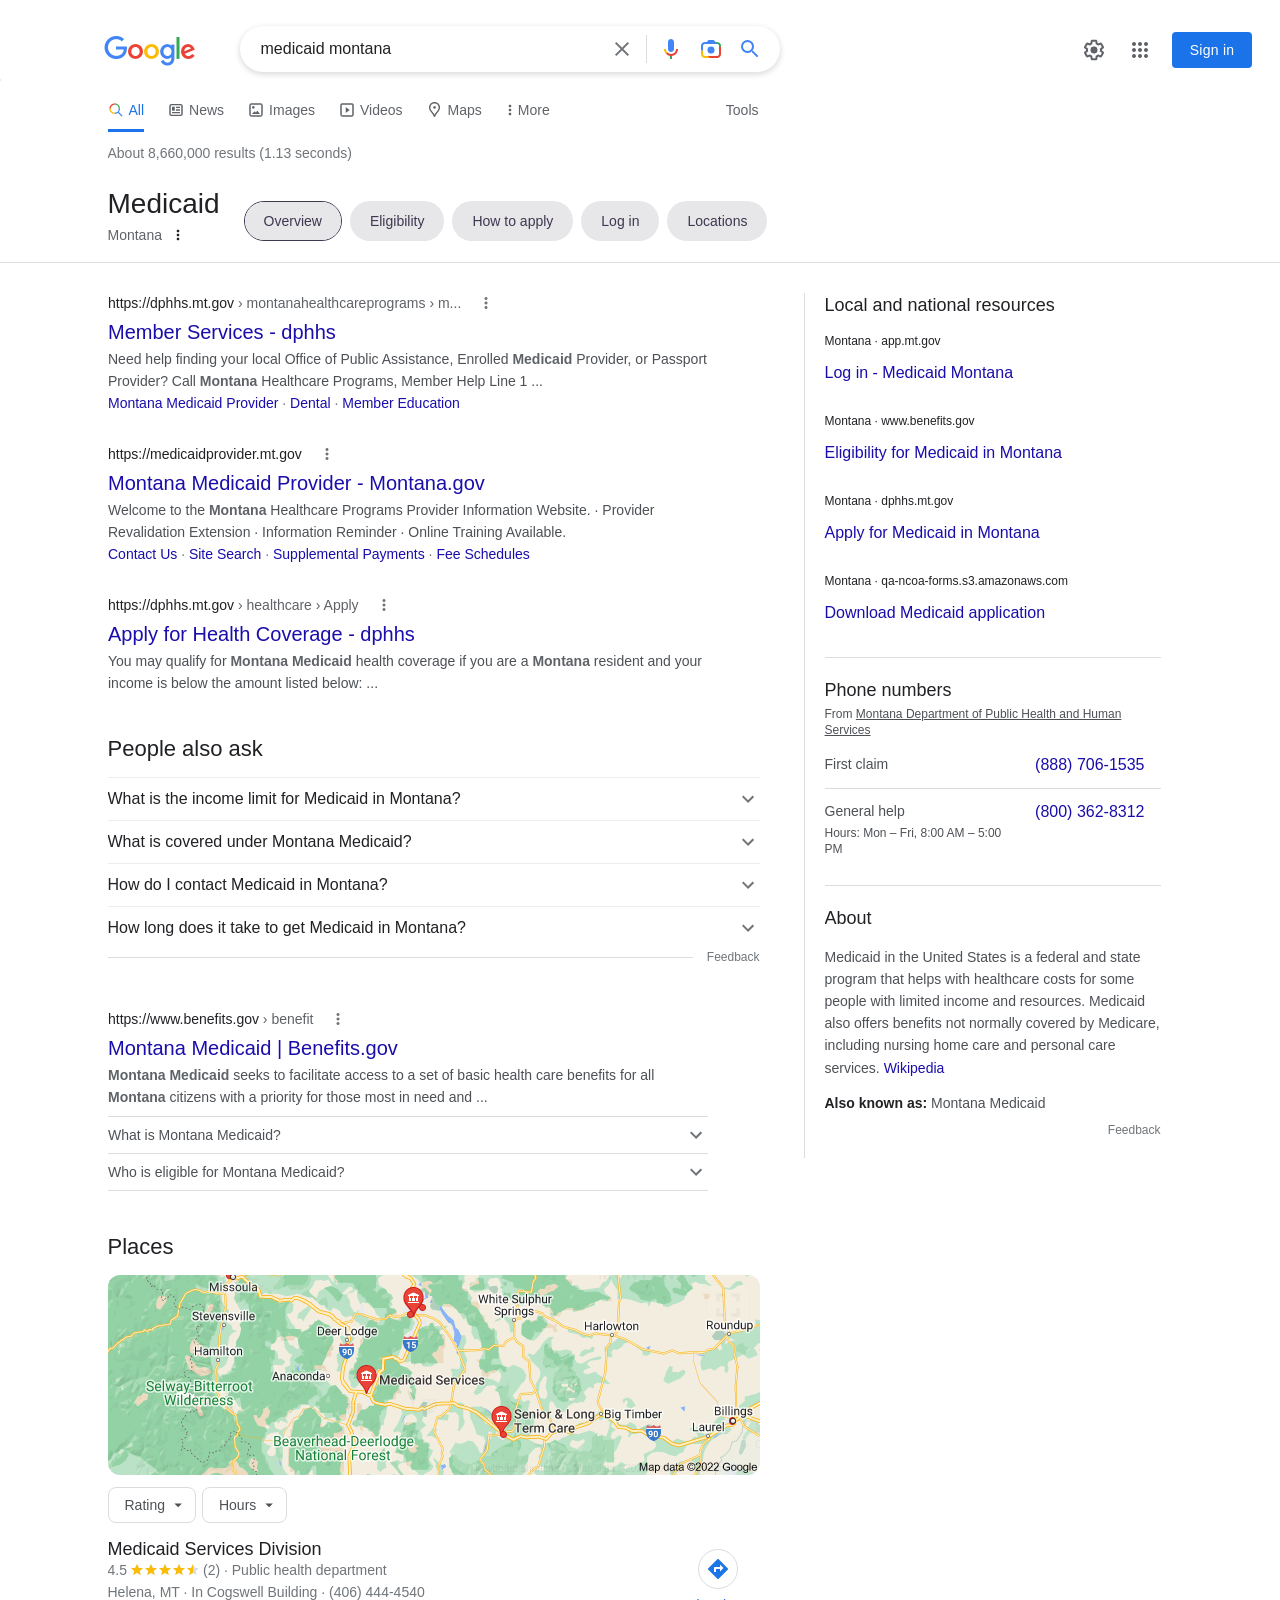 Google
medicaid montana
Sign in
All
News
Images
Videos
Maps
More
Tools
About 8,660,000 results (1.13 seconds)
Medicaid
Montana
Overview
Eligibility
How to apply
Log in
Locations
https://dphhs.mt.gov › montanahealthcareprograms › m...
Member Services - dphhs
Need help finding your local Office of Public Assistance, Enrolled Medicaid Provider, or Passport
Provider? Call Montana Healthcare Programs, Member Help Line 1 ...
Montana Medicaid Provider · Dental · Member Education
https://medicaidprovider.mt.gov
Montana Medicaid Provider - Montana.gov
Welcome to the Montana Healthcare Programs Provider Information Website. · Provider
Revalidation Extension · Information Reminder · Online Training Available.
Contact Us · Site Search · Supplemental Payments · Fee Schedules
https://dphhs.mt.gov › healthcare › Apply
Apply for Health Coverage - dphhs
You may qualify for Montana Medicaid health coverage if you are a Montana resident and your
income is below the amount listed below: ...
People also ask
What is the income limit for Medicaid in Montana?
What is covered under Montana Medicaid?
How do I contact Medicaid in Montana?
How long does it take to get Medicaid in Montana?
Feedback
https://www.benefits.gov › benefit
Montana Medicaid | Benefits.gov
Montana Medicaid seeks to facilitate access to a set of basic health care benefits for all
Montana citizens with a priority for those most in need and ...
What is Montana Medicaid?
Who is eligible for Montana Medicaid?
Places
Missoula
Stevensville
Hamilton
Selway-Bitterroot
Wilderness
Deer Lodge
90
15
Anaconda
Medicaid Services
White Sulphur
Springs
Harlowton
Roundup
Senior & Long
Term Care
Big Timber
Billings
Laurel
90
Beaverhead-Deerlodge
National Forest
Map data ©2022 Google
Rating
Hours
Medicaid Services Division
4.5 (2) · Public health department
Helena, MT · In Cogswell Building · (406) 444-4540
Local and national resources
Montana · app.mt.gov
Log in - Medicaid Montana
Montana · www.benefits.gov
Eligibility for Medicaid in Montana
Montana · dphhs.mt.gov
Apply for Medicaid in Montana
Montana · qa-ncoa-forms.s3.amazonaws.com
Download Medicaid application
Phone numbers
From Montana Department of Public Health and Human
Services
First claim
(888) 706-1535
General help
(800) 362-8312
Hours: Mon – Fri, 8:00 AM – 5:00
PM
About
Medicaid in the United States is a federal and state
program that helps with healthcare costs for some
people with limited income and resources. Medicaid
also offers benefits not normally covered by Medicare,
including nursing home care and personal care
services. Wikipedia
Also known as: Montana Medicaid
Feedback